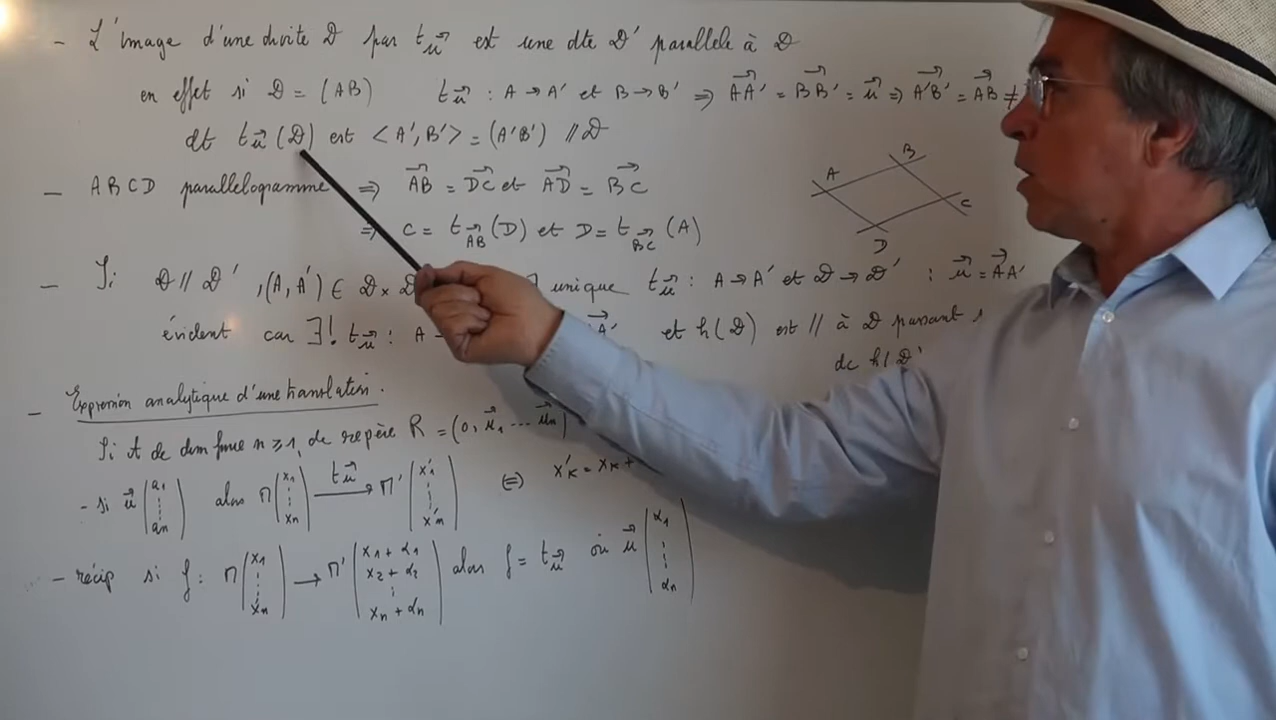 - L'image d'une droite D par t_u⃗ est une dte D' parallèle à D
en effet si D = (AB) t_u⃗ : A → A' et B → B' ⇒ AA'⃗ = BB'⃗ = u⃗ ⇒ A'B'⃗ = AB⃗ ≠
dt t_u⃗ (D) est <A', B'> = (A'B') // D
- ABCD parallélogramme ⇒ AB⃗ = DC⃗ et AD⃗ = BC⃗
⇒ C = t_AB⃗ (D) et D = t_BC⃗ (A)
A B C D
- Si D // D' , (A, A') ∈ D × D unique t_u⃗ : A → A' et D → D' : u⃗ = AA'⃗
évident car ∃! t_u⃗ : A A'⃗ et h(D) est // à D passant
dc h(D'
- Expression analytique d'une translation.
Si A de dim finie n ≥ 1, de repère R = (O, u⃗₁ ... u⃗n)
- si u⃗ (a₁ ⋮ an) alors M (x₁ ⋮ xn) —t_u⃗→ M' (x'₁ ⋮ x'n) ⇔ x'k = xk +
- récip si f : M (x₁ ⋮ xn) → M' (x₁ + α₁ x₂ + α₂ ⋮ xn + αn) alors f = t_u⃗ où u⃗ (α₁ ⋮ αn)